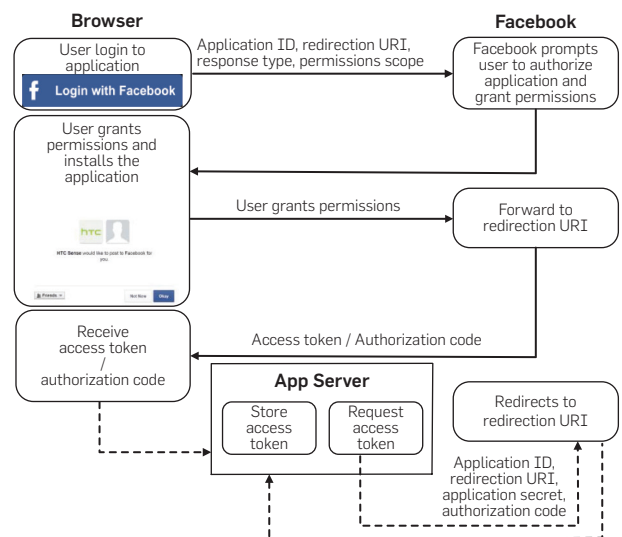 Browser
Facebook
User login to
application
f Login with Facebook
Application ID, redirection URI,
response type, permissions scope
Facebook prompts
user to authorize
application and
grant permissions
User grants
permissions and
installs the
application
hTC
HTC Sense would like to post to Facebook for
you.
Friends
Not Now
Okay
User grants permissions
Forward to
redirection URI
Access token / Authorization code
Receive
access token
/
authorization code
App Server
Store
access
token
Request
access
token
Redirects to
redirection URI
Application ID,
redirection URI,
application secret,
authorization code